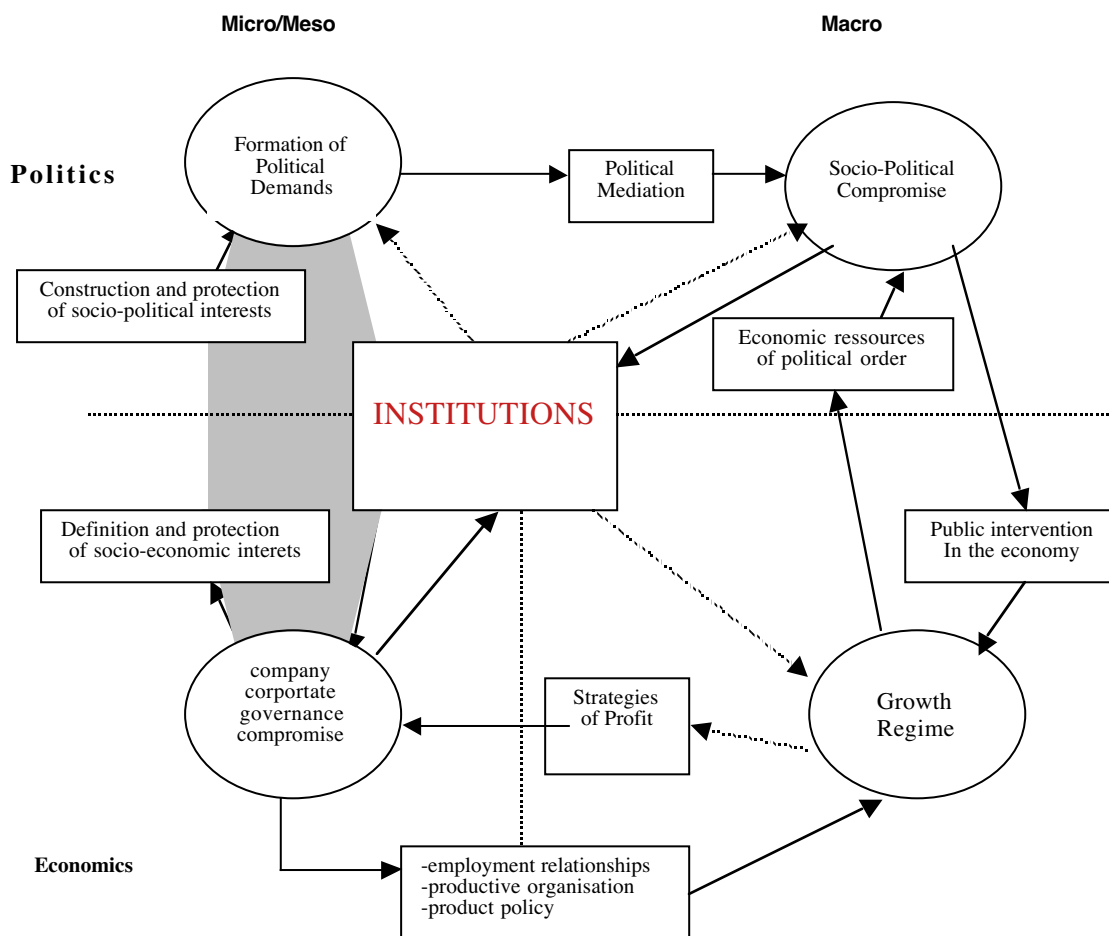 Micro/Meso
Macro
Politics
Formation of
Political
Demands
Political
Mediation
Socio-Political
Compromise
Construction and protection
of socio-political interests
Economic ressources
of political order
INSTITUTIONS
Definition and protection
of socio-economic interets
Public intervention
In the economy
company
corportate
governance
compromise
Strategies
of Profit
Growth
Regime
Economics
-employment relationships
-productive organisation
-product policy